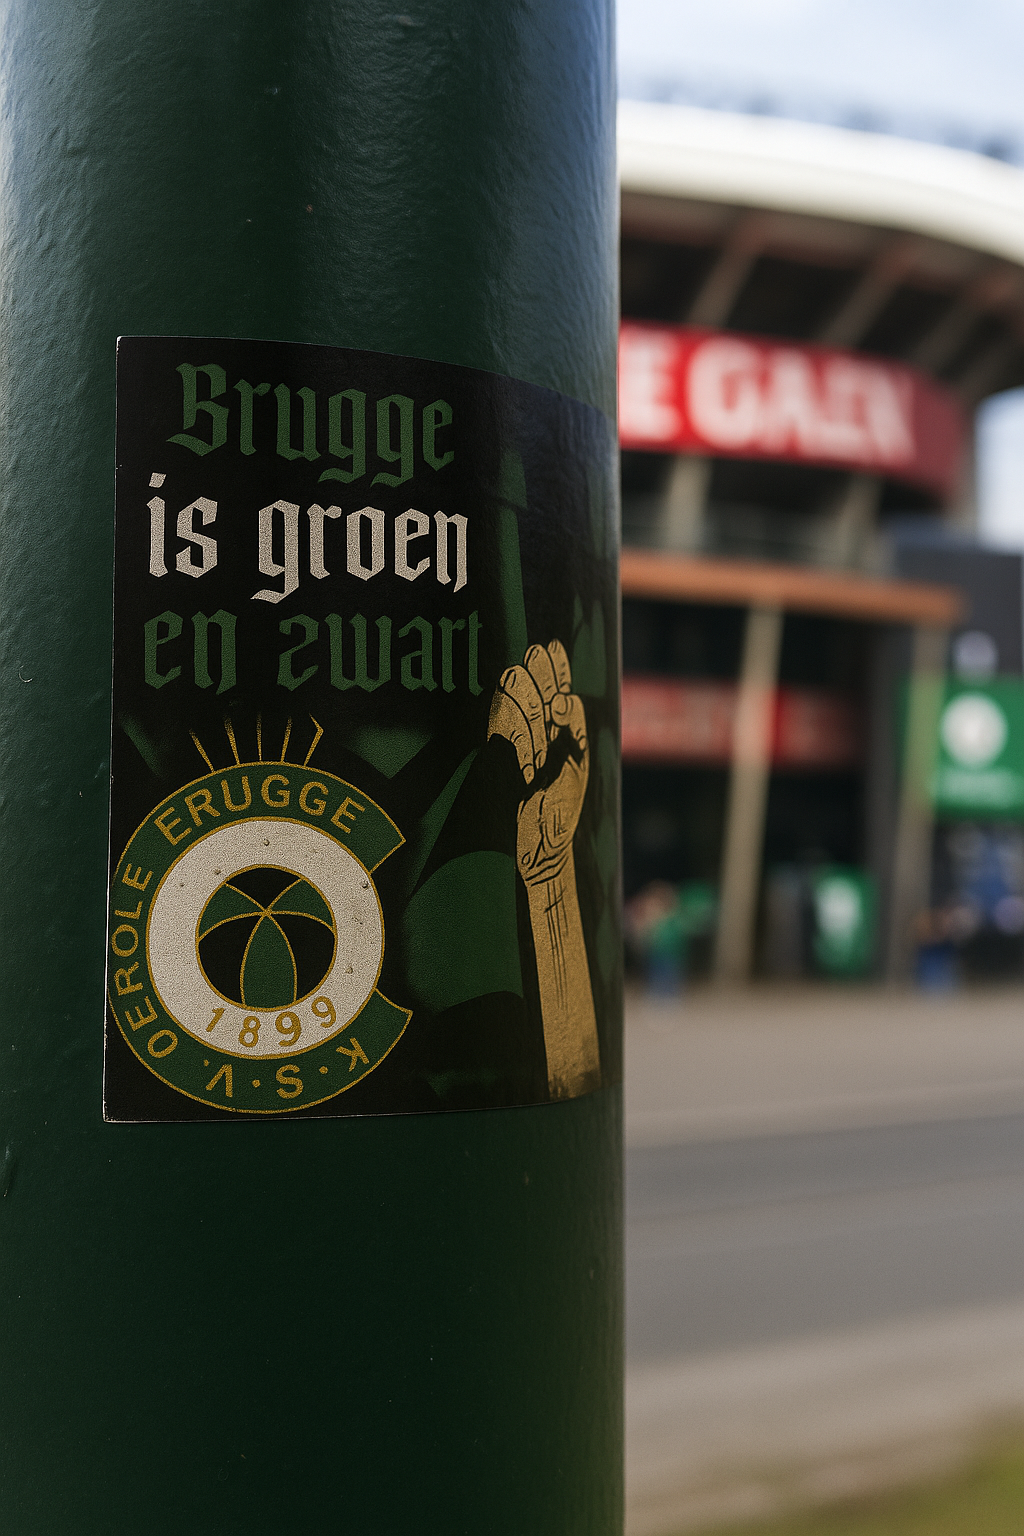 Brugge
is groen
en zwart
K·S·V. OEROLE ERUGGE
1899